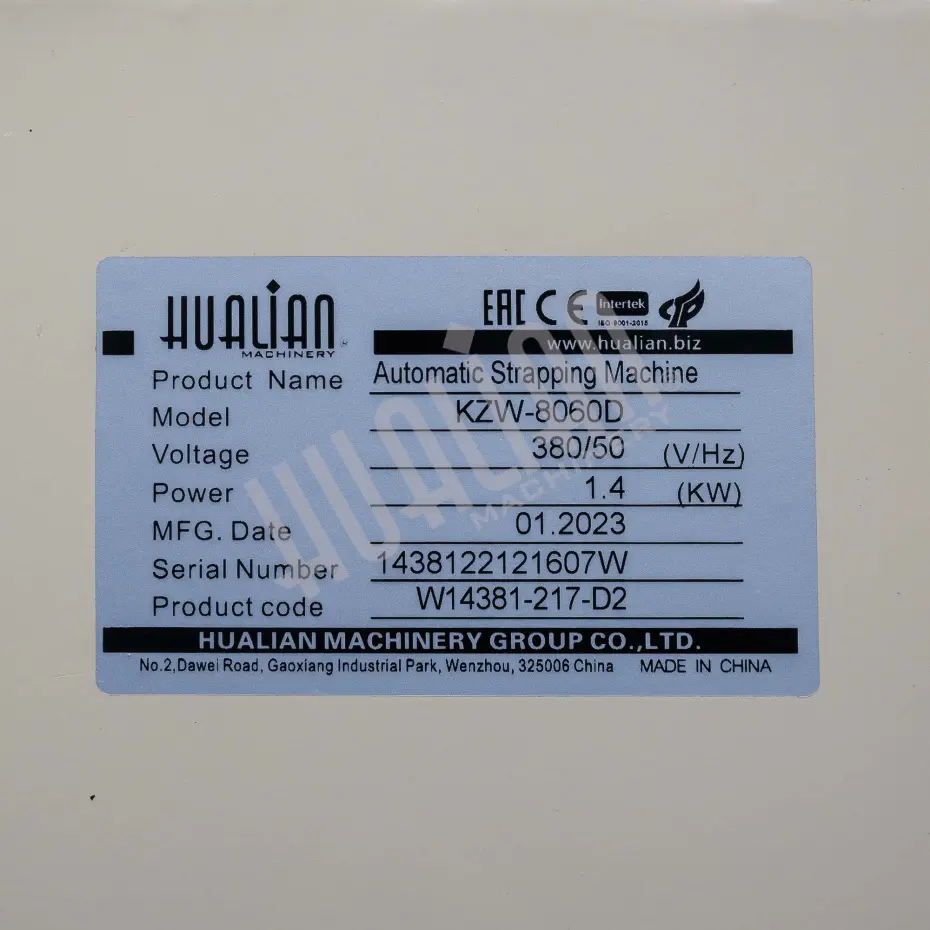 HUALIAN
MACHINERY
EAC CE Intertek
ISO 9001-2015
www.hualian.biz
Product Name Automatic Strapping Machine
Model KZW-8060D
Voltage 380/50 (V/Hz)
Power 1.4 (KW)
MFG. Date 01.2023
Serial Number 1438122121607W
Product code W14381-217-D2
HUALIAN MACHINERY GROUP CO.,LTD.
No.2,Dawei Road, Gaoxiang Industrial Park, Wenzhou, 325006 China MADE IN CHINA
HUALIAN
MACHINERY